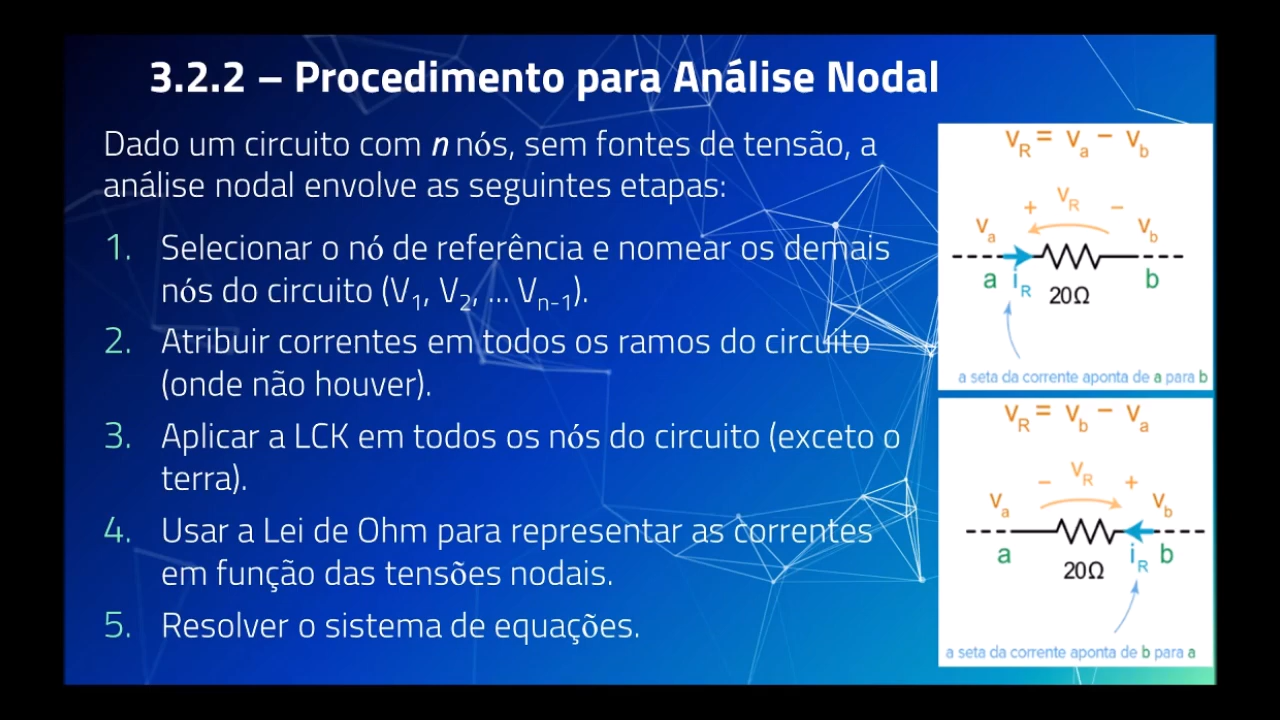 3.2.2 – Procedimento para Análise Nodal
Dado um circuito com n nós, sem fontes de tensão, a
análise nodal envolve as seguintes etapas:
1. Selecionar o nó de referência e nomear os demais
nós do circuito (V1, V2, ... Vn-1).
2. Atribuir correntes em todos os ramos do circuito
(onde não houver).
3. Aplicar a LCK em todos os nós do circuito (exceto o
terra).
4. Usar a Lei de Ohm para representar as correntes
em função das tensões nodais.
5. Resolver o sistema de equações.
vR = va − vb
+ vR −
va vb
a iR 20Ω b
a seta da corrente aponta de a para b
vR = vb − va
− vR +
va vb
a 20Ω iR b
a seta da corrente aponta de b para a